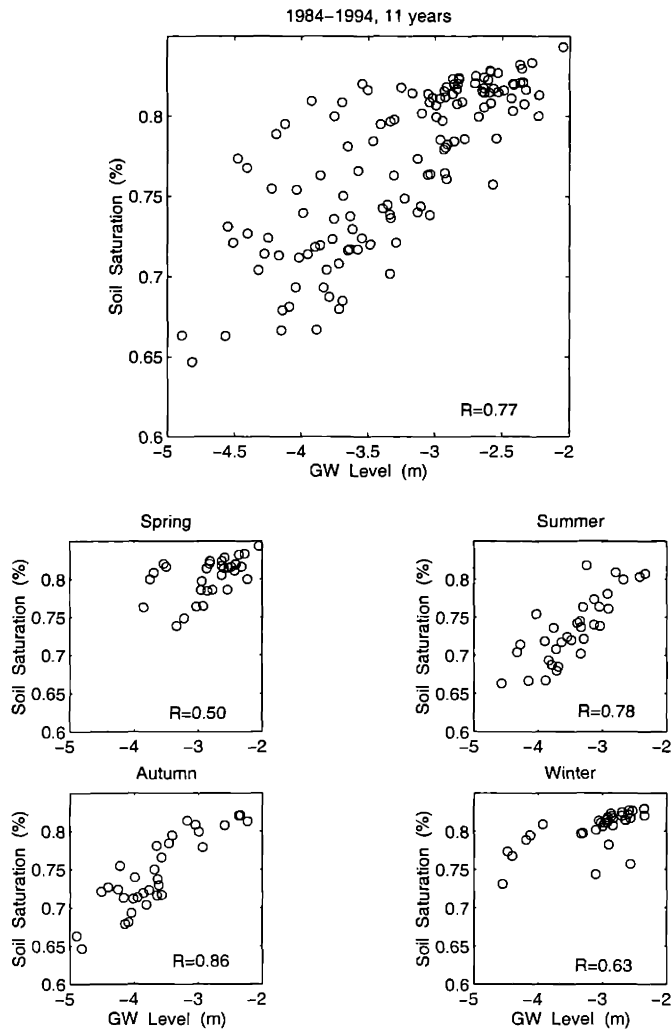 1984-1994, 11 years
Soil Saturation (%)
0.8
0.75
0.7
0.65
0.6
R=0.77
-5 -4.5 -4 -3.5 -3 -2.5 -2
GW Level (m)
Spring
Soil Saturation (%)
0.8
0.75
0.7
0.65
0.6
R=0.50
-5 -4 -3 -2
Summer
Soil Saturation (%)
0.8
0.75
0.7
0.65
0.6
R=0.78
-5 -4 -3 -2
Autumn
Soil Saturation (%)
0.8
0.75
0.7
0.65
0.6
R=0.86
-5 -4 -3 -2
GW Level (m)
Winter
Soil Saturation (%)
0.8
0.75
0.7
0.65
0.6
R=0.63
-5 -4 -3 -2
GW Level (m)